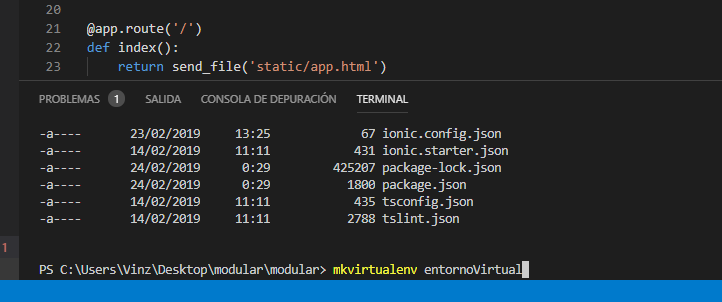 20
21 @app.route('/')
22 def index():
23 return send_file('static/app.html')
PROBLEMAS 1 SALIDA CONSOLA DE DEPURACIÓN TERMINAL
-a---- 23/02/2019 13:25 67 ionic.config.json
-a---- 14/02/2019 11:11 431 ionic.starter.json
-a---- 24/02/2019 0:29 425207 package-lock.json
-a---- 24/02/2019 0:29 1800 package.json
-a---- 14/02/2019 11:11 435 tsconfig.json
-a---- 14/02/2019 11:11 2788 tslint.json
1
PS C:\Users\Vinz\Desktop\modular\modular> mkvirtualenv entornoVirtual